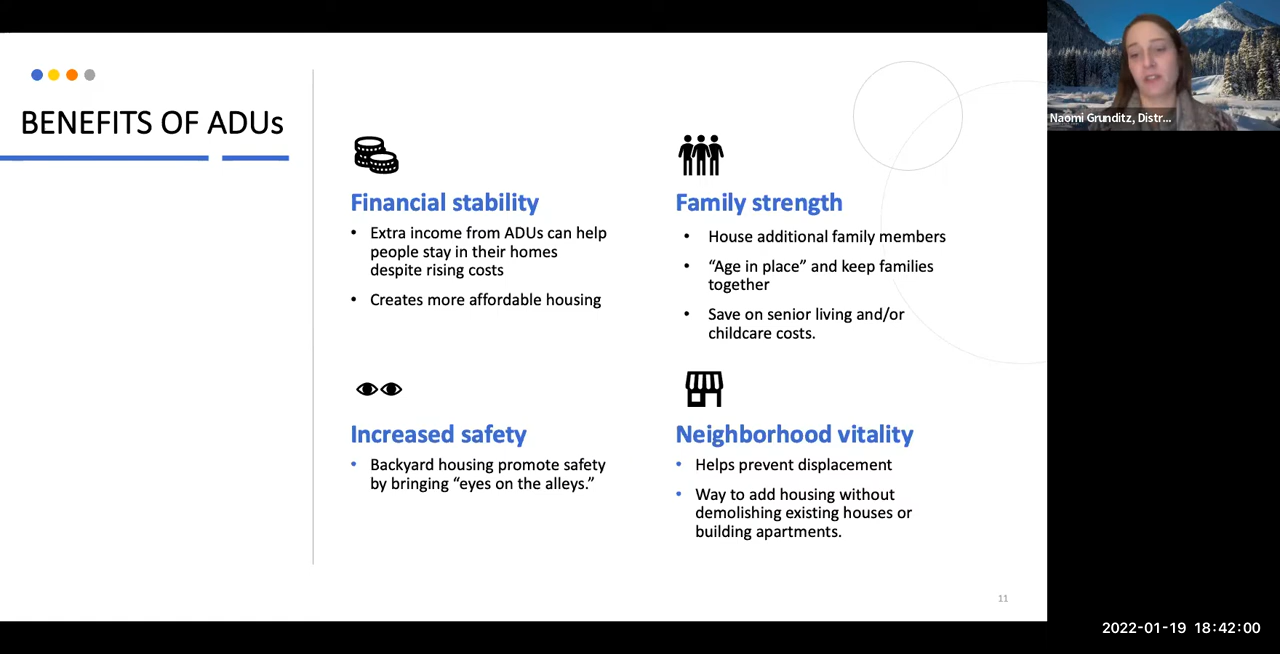 BENEFITS OF ADUs
Financial stability
• Extra income from ADUs can help
people stay in their homes
despite rising costs
• Creates more affordable housing
Family strength
• House additional family members
• “Age in place” and keep families
together
• Save on senior living and/or
childcare costs.
Increased safety
• Backyard housing promote safety
by bringing “eyes on the alleys.”
Neighborhood vitality
• Helps prevent displacement
• Way to add housing without
demolishing existing houses or
building apartments.
11
Naomi Grunditz, Distr...
2022-01-19 18:42:00